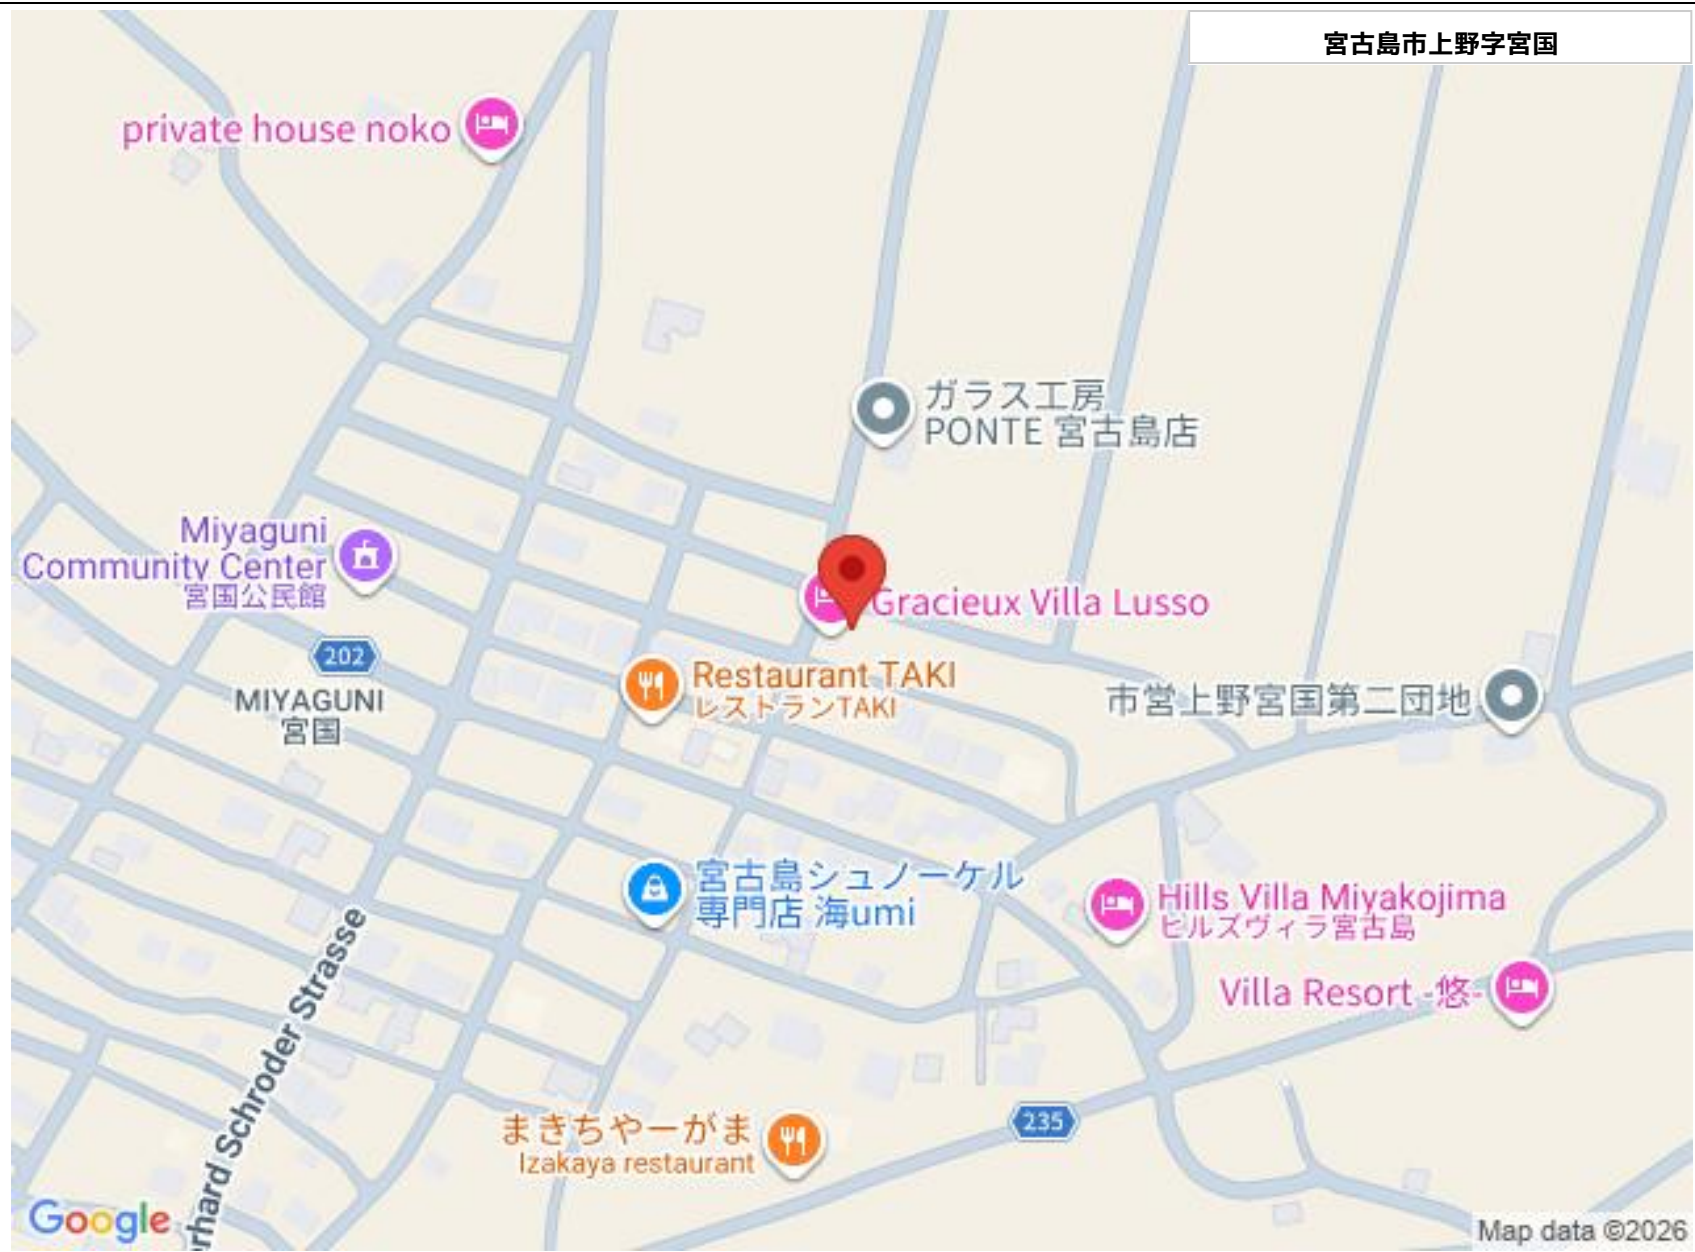 宮古島市上野字宮国
private house noko
ガラス工房
PONTE 宮古島店
Miyaguni
Community Center
宮国公民館
Gracieux Villa Lusso
202
MIYAGUNI
宮国
Restaurant TAKI
レストランTAKI
市営上野宮国第二団地
宮古島シュノーケル
専門店 海umi
Hills Villa Miyakojima
ヒルズヴィラ宮古島
Villa Resort -悠-
erhard Schroder Strasse
235
まきちやーがま
Izakaya restaurant
Google
Map data ©2026